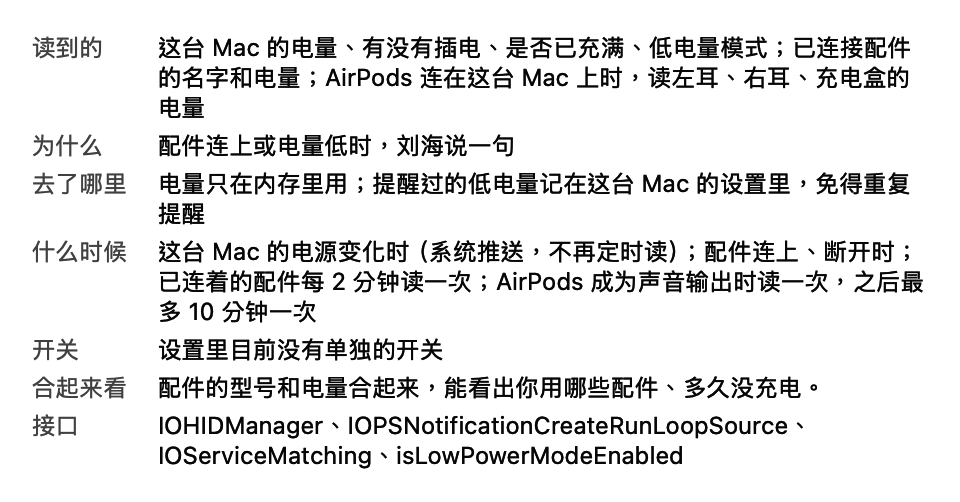 读到的 这台 Mac 的电量、有没有插电、是否已充满、低电量模式；已连接配件
的名字和电量；AirPods 连在这台 Mac 上时，读左耳、右耳、充电盒的
电量
为什么 配件连上或电量低时，刘海说一句
去了哪里 电量只在内存里用；提醒过的低电量记在这台 Mac 的设置里，免得重复
提醒
什么时候 这台 Mac 的电源变化时（系统推送，不再定时读）；配件连上、断开时；
已连着的配件每 2 分钟读一次；AirPods 成为声音输出时读一次，之后最
多 10 分钟一次
开关 设置里目前没有单独的开关
合起来看 配件的型号和电量合起来，能看出你用哪些配件、多久没充电。
接口 IOHIDManager、IOPSNotificationCreateRunLoopSource、
IOServiceMatching、isLowPowerModeEnabled